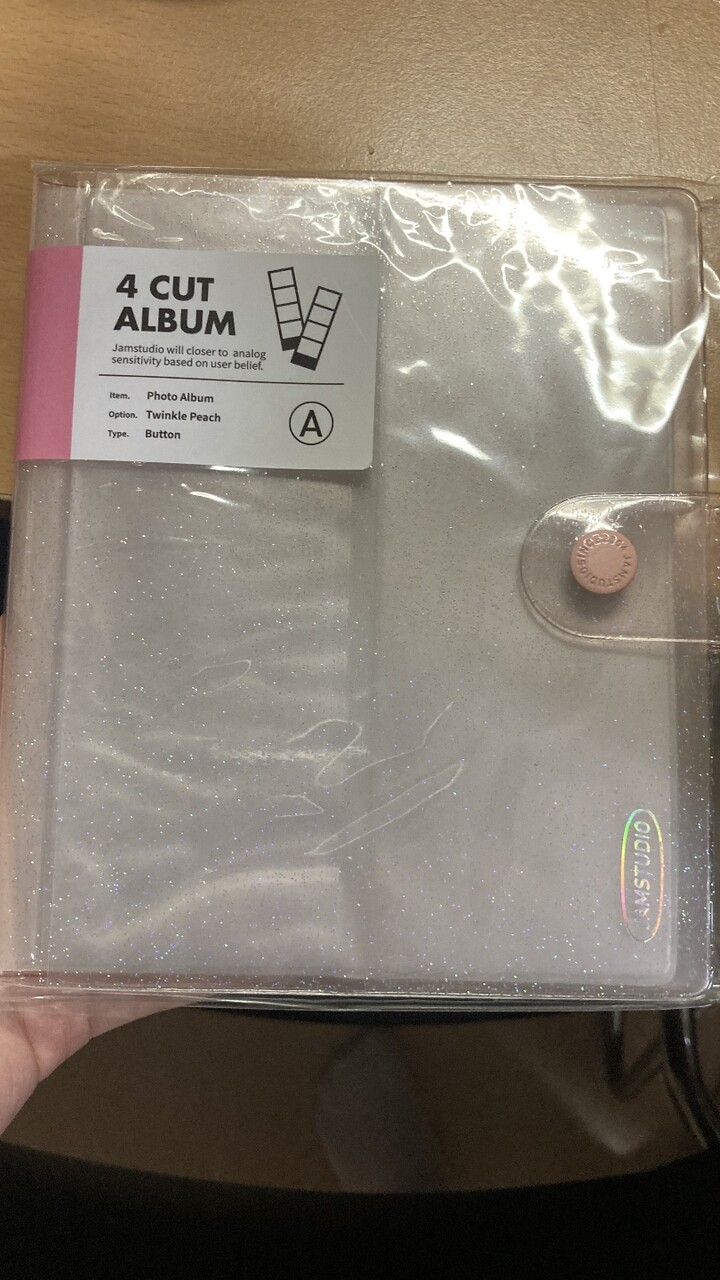 4 CUT
ALBUM
Jamstudio will closer to analog
sensitivity based on user belief.
Item. Photo Album
Option. Twinkle Peach
Type. Button
A
JAMSTUDIO
JAMSTUDIO